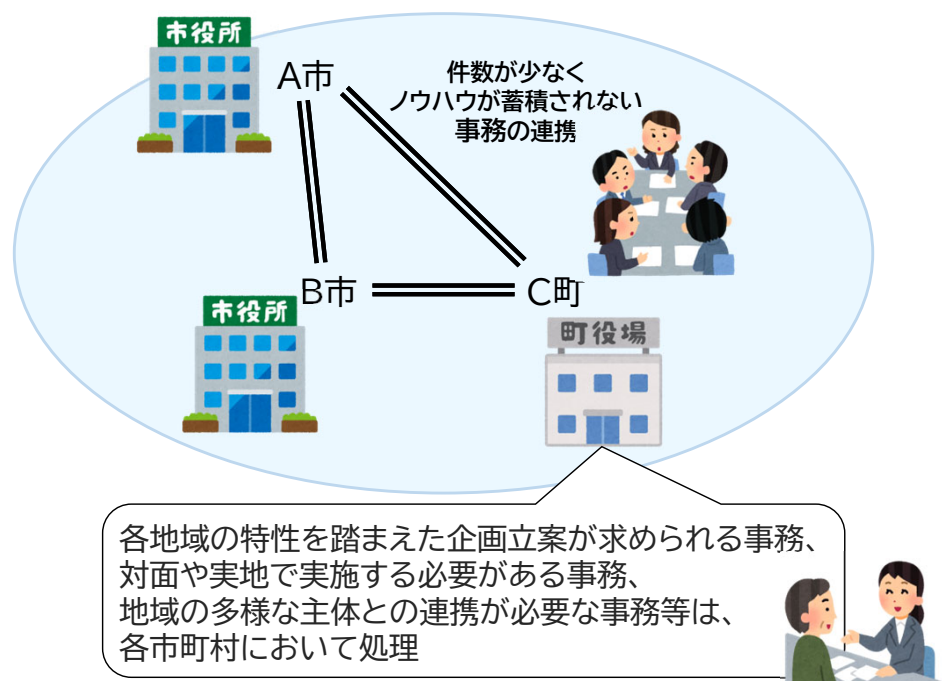 市役所
A市
件数が少なく
ノウハウが蓄積されない
事務の連携
B市
C町
市役所
町役場
各地域の特性を踏まえた企画立案が求められる事務、
対面や実地で実施する必要がある事務、
地域の多様な主体との連携が必要な事務等は、
各市町村において処理